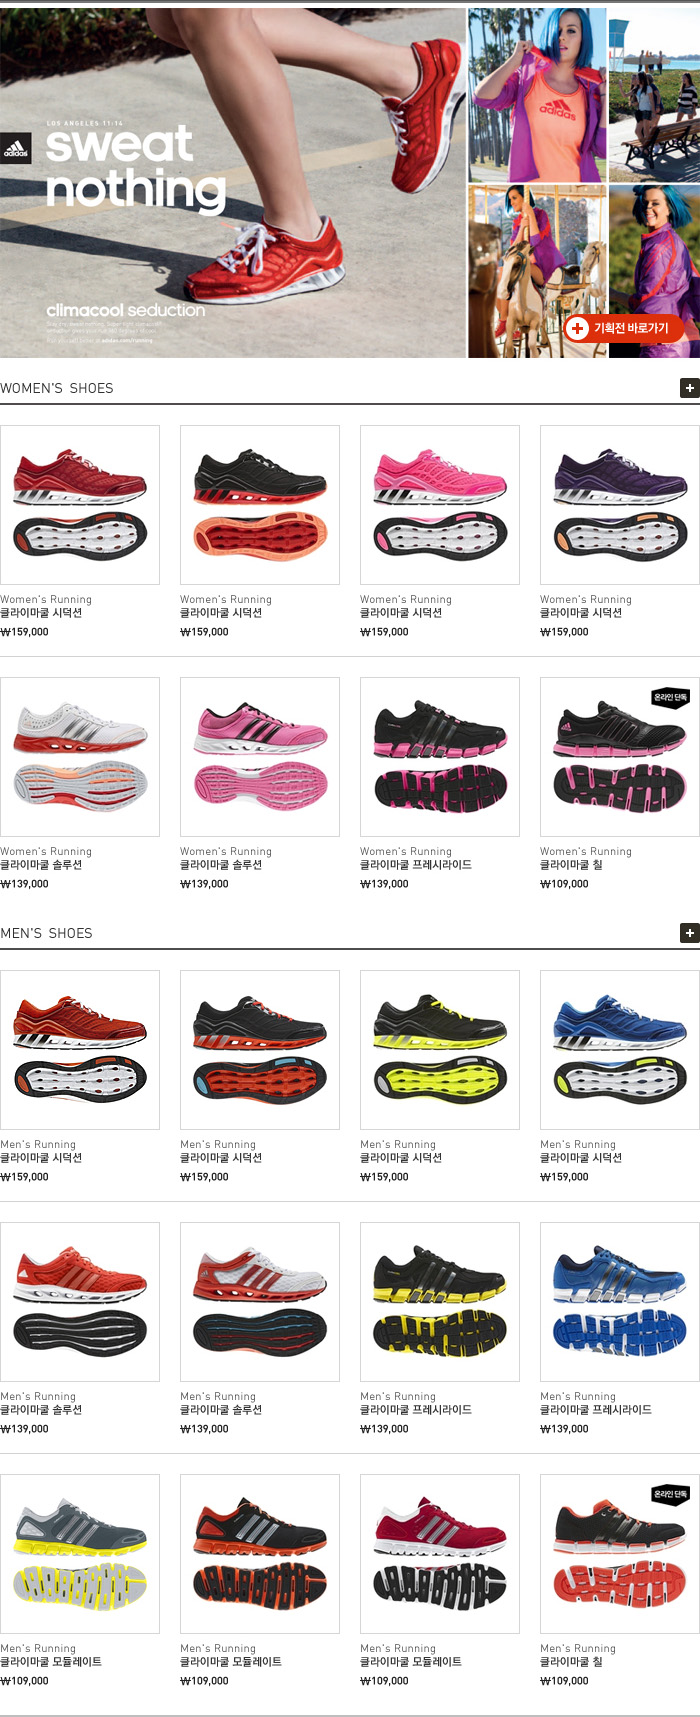 LOS ANGELES 11:14
sweat
nothing
adidas
adidas
climacool seduction
기획전 바로가기
WOMEN'S SHOES
Women's Running
클라이마쿨 시덕션
₩159,000
Women's Running
클라이마쿨 시덕션
₩159,000
Women's Running
클라이마쿨 시덕션
₩159,000
Women's Running
클라이마쿨 시덕션
₩159,000
온라인 단독
Women's Running
클라이마쿨 솔루션
₩139,000
Women's Running
클라이마쿨 솔루션
₩139,000
Women's Running
클라이마쿨 프레시라이드
₩139,000
Women's Running
클라이마쿨 칠
₩109,000
MEN'S SHOES
Men's Running
클라이마쿨 시덕션
₩159,000
Men's Running
클라이마쿨 시덕션
₩159,000
Men's Running
클라이마쿨 시덕션
₩159,000
Men's Running
클라이마쿨 시덕션
₩159,000
Men's Running
클라이마쿨 솔루션
₩139,000
Men's Running
클라이마쿨 솔루션
₩139,000
Men's Running
클라이마쿨 프레시라이드
₩139,000
Men's Running
클라이마쿨 프레시라이드
₩139,000
온라인 단독
Men's Running
클라이마쿨 모듈레이트
₩109,000
Men's Running
클라이마쿨 모듈레이트
₩109,000
Men's Running
클라이마쿨 모듈레이트
₩109,000
Men's Running
클라이마쿨 칠
₩109,000